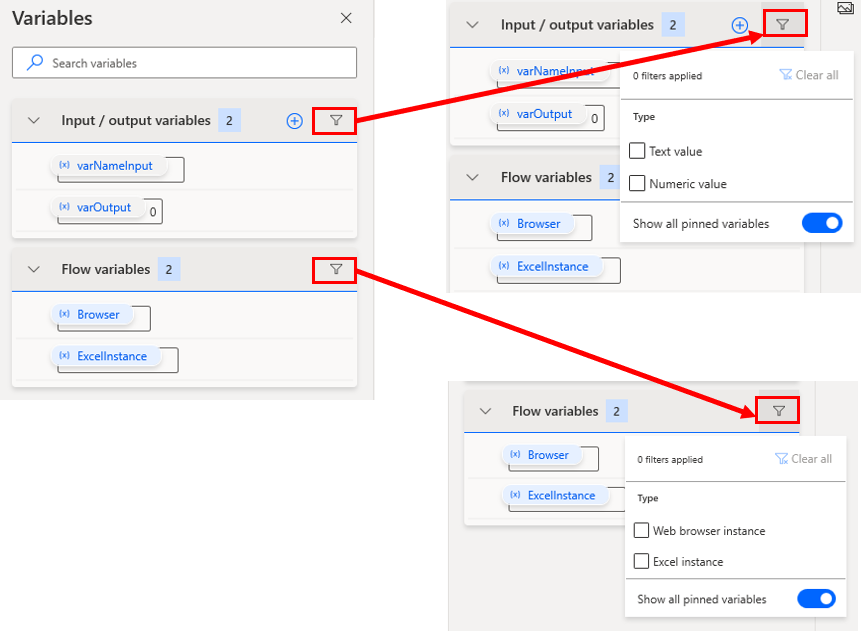 Variables
Search variables
Input / output variables 2
(x) varNameInput
(x) varOutput 0
Flow variables 2
(x) Browser
(x) ExcelInstance
Input / output variables 2
(x) varNameInput
(x) varOutput 0
Flow variables 2
(x) Browser
(x) ExcelInstance
0 filters applied Clear all
Type
Text value
Numeric value
Show all pinned variables
Flow variables 2
(x) Browser
(x) ExcelInstance
0 filters applied Clear all
Type
Web browser instance
Excel instance
Show all pinned variables